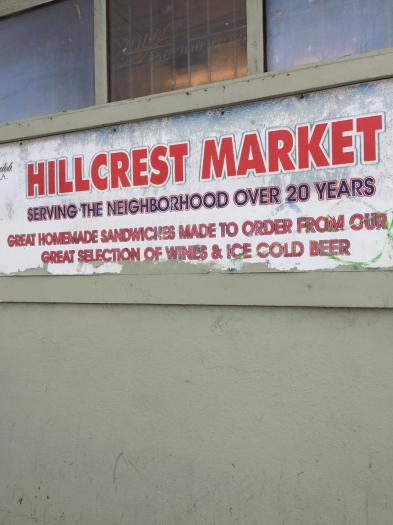 HILLCREST MARKET
SERVING THE NEIGHBORHOOD OVER 20 YEARS
GREAT HOMEMADE SANDWICHES MADE TO ORDER FROM OUR
GREAT SELECTION OF WINES & ICE COLD BEER